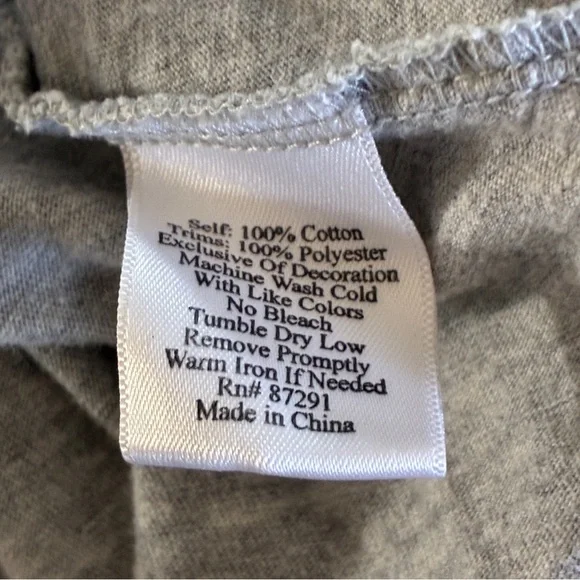 Self: 100% Cotton
Trims: 100% Polyester
Exclusive Of Decoration
Machine Wash Cold
With Like Colors
No Bleach
Tumble Dry Low
Remove Promptly
Warm Iron If Needed
Rn# 87291
Made in China